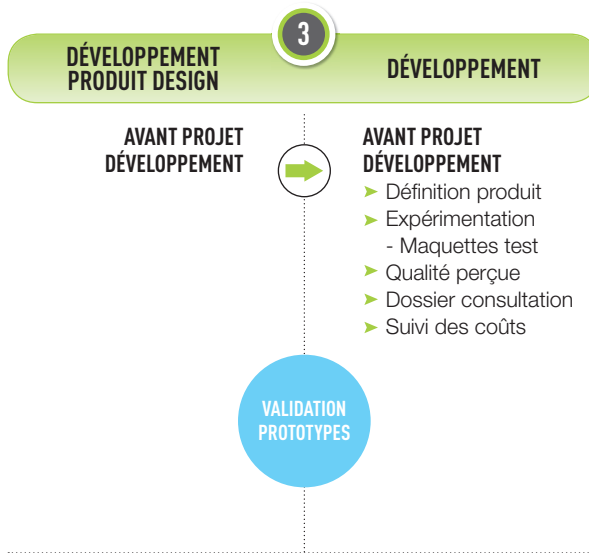 3
DÉVELOPPEMENT
PRODUIT DESIGN
DÉVELOPPEMENT
AVANT PROJET
DÉVELOPPEMENT
AVANT PROJET
DÉVELOPPEMENT
➤ Définition produit
➤ Expérimentation
- Maquettes test
➤ Qualité perçue
➤ Dossier consultation
➤ Suivi des coûts
VALIDATION
PROTOTYPES